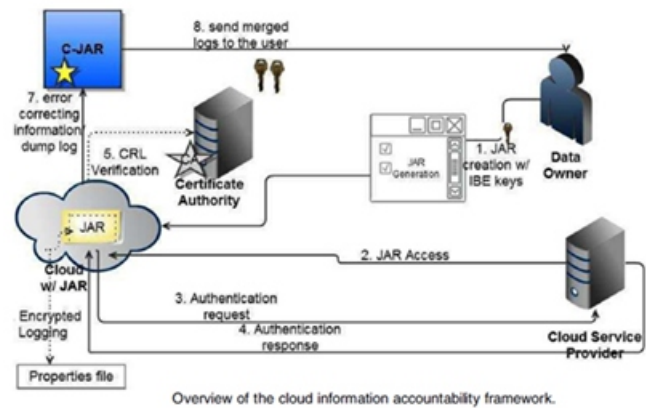 8. send merged
logs to the user
C-JAR
7. error
correcting
information/
dump log
5. CRL
Verification
Certificate
Authority
JAR
Generation
1. JAR
creation w/
IBE keys
Data
Owner
JAR
Cloud
w/ JAR
2. JAR Access
3. Authentication
request
4. Authentication
response
Cloud Service
Provider
Encrypted
Logging
Properties file
Overview of the cloud information accountability framework.